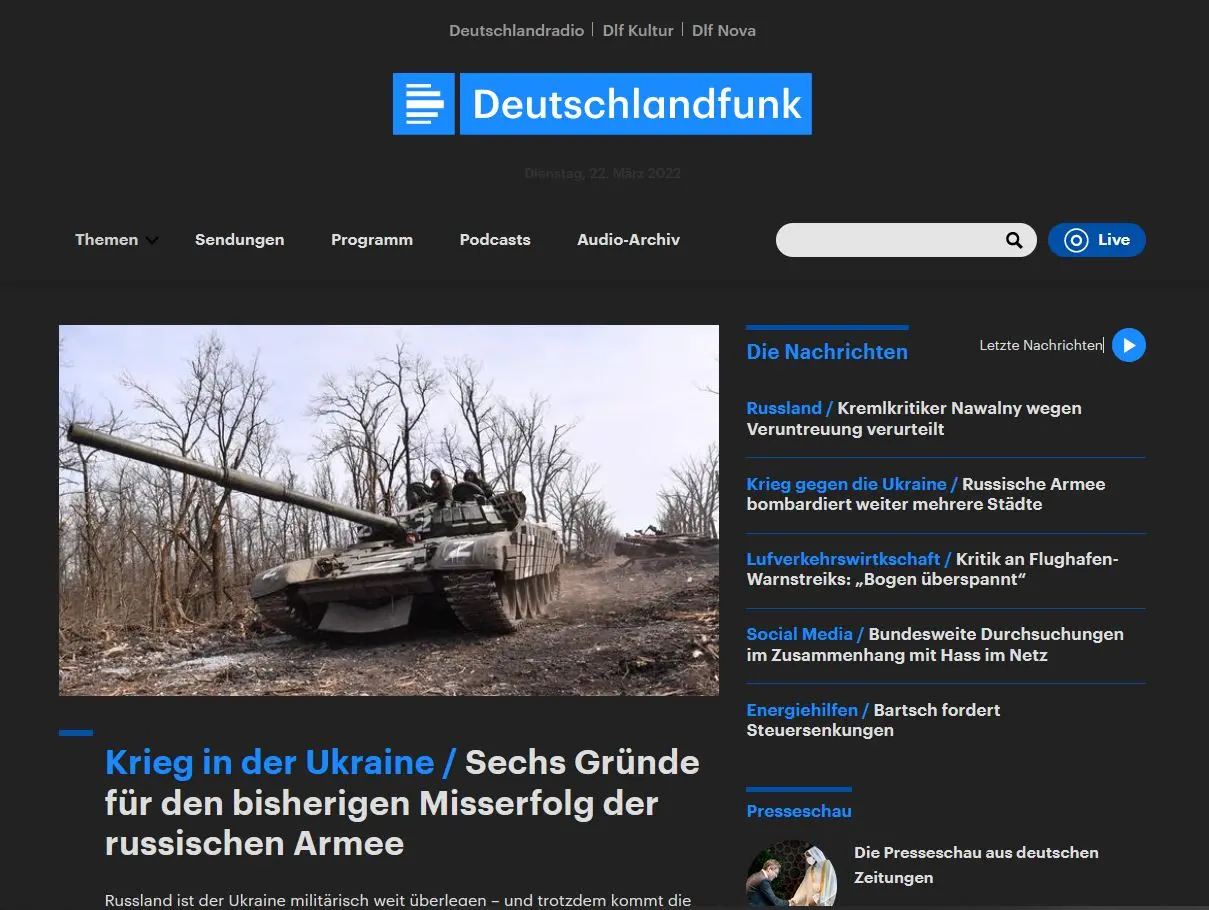 Deutschlandradio | Dlf Kultur | Dlf Nova
Deutschlandfunk
Dienstag, 22. März 2022
Themen Sendungen Programm Podcasts Audio-Archiv Live
Die Nachrichten
Letzte Nachrichten
Russland / Kremlkritiker Nawalny wegen
Veruntreuung verurteilt
Krieg gegen die Ukraine / Russische Armee
bombardiert weiter mehrere Städte
Lufverkehrswirtkschaft / Kritik an Flughafen-
Warnstreiks: „Bogen überspannt“
Social Media / Bundesweite Durchsuchungen
im Zusammenhang mit Hass im Netz
Energiehilfen / Bartsch fordert
Steuersenkungen
Z
Krieg in der Ukraine / Sechs Gründe
für den bisherigen Misserfolg der
russischen Armee
Russland ist der Ukraine militärisch weit überlegen – und trotzdem kommt die
Presseschau
Die Presseschau aus deutschen
Zeitungen